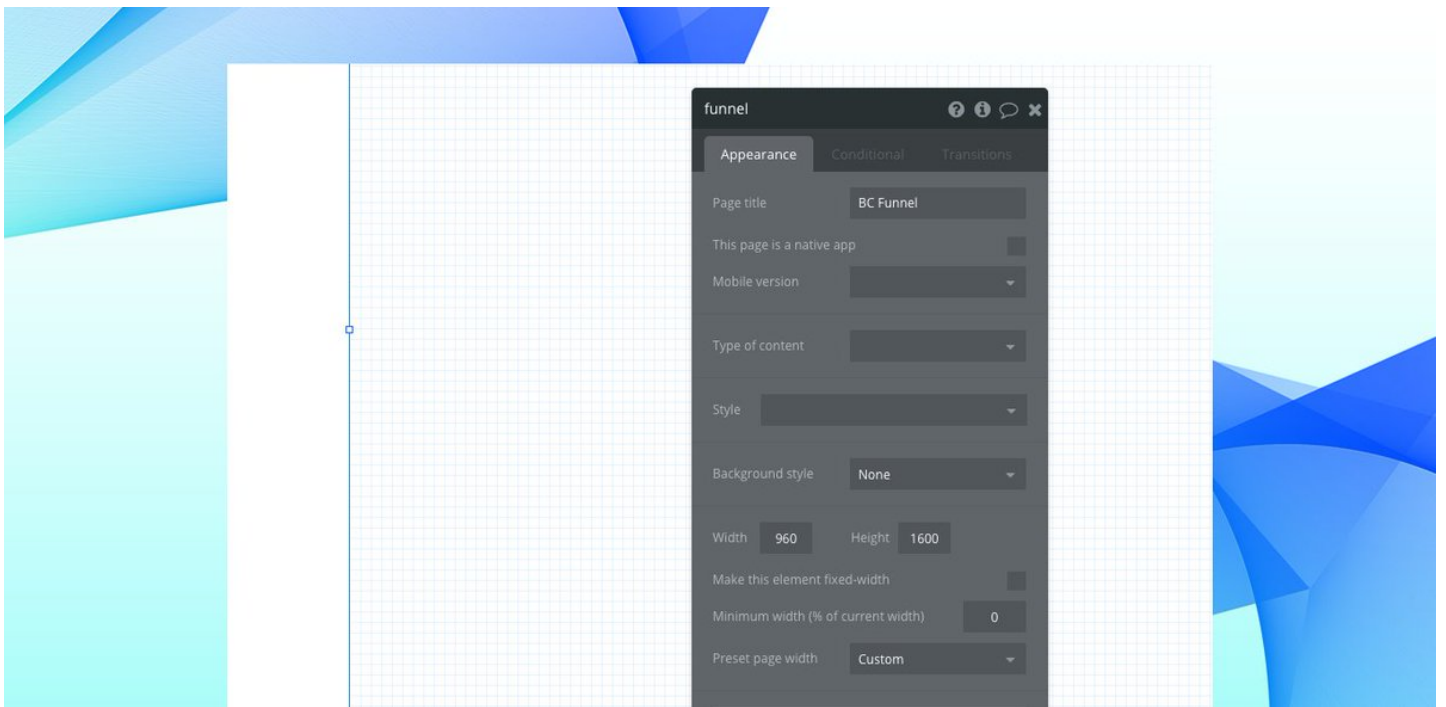 funnel
Appearance Conditional Transitions
Page title BC Funnel
This page is a native app
Mobile version
Type of content
Style
Background style None
Width 960 Height 1600
Make this element fixed-width
Minimum width (% of current width) 0
Preset page width Custom